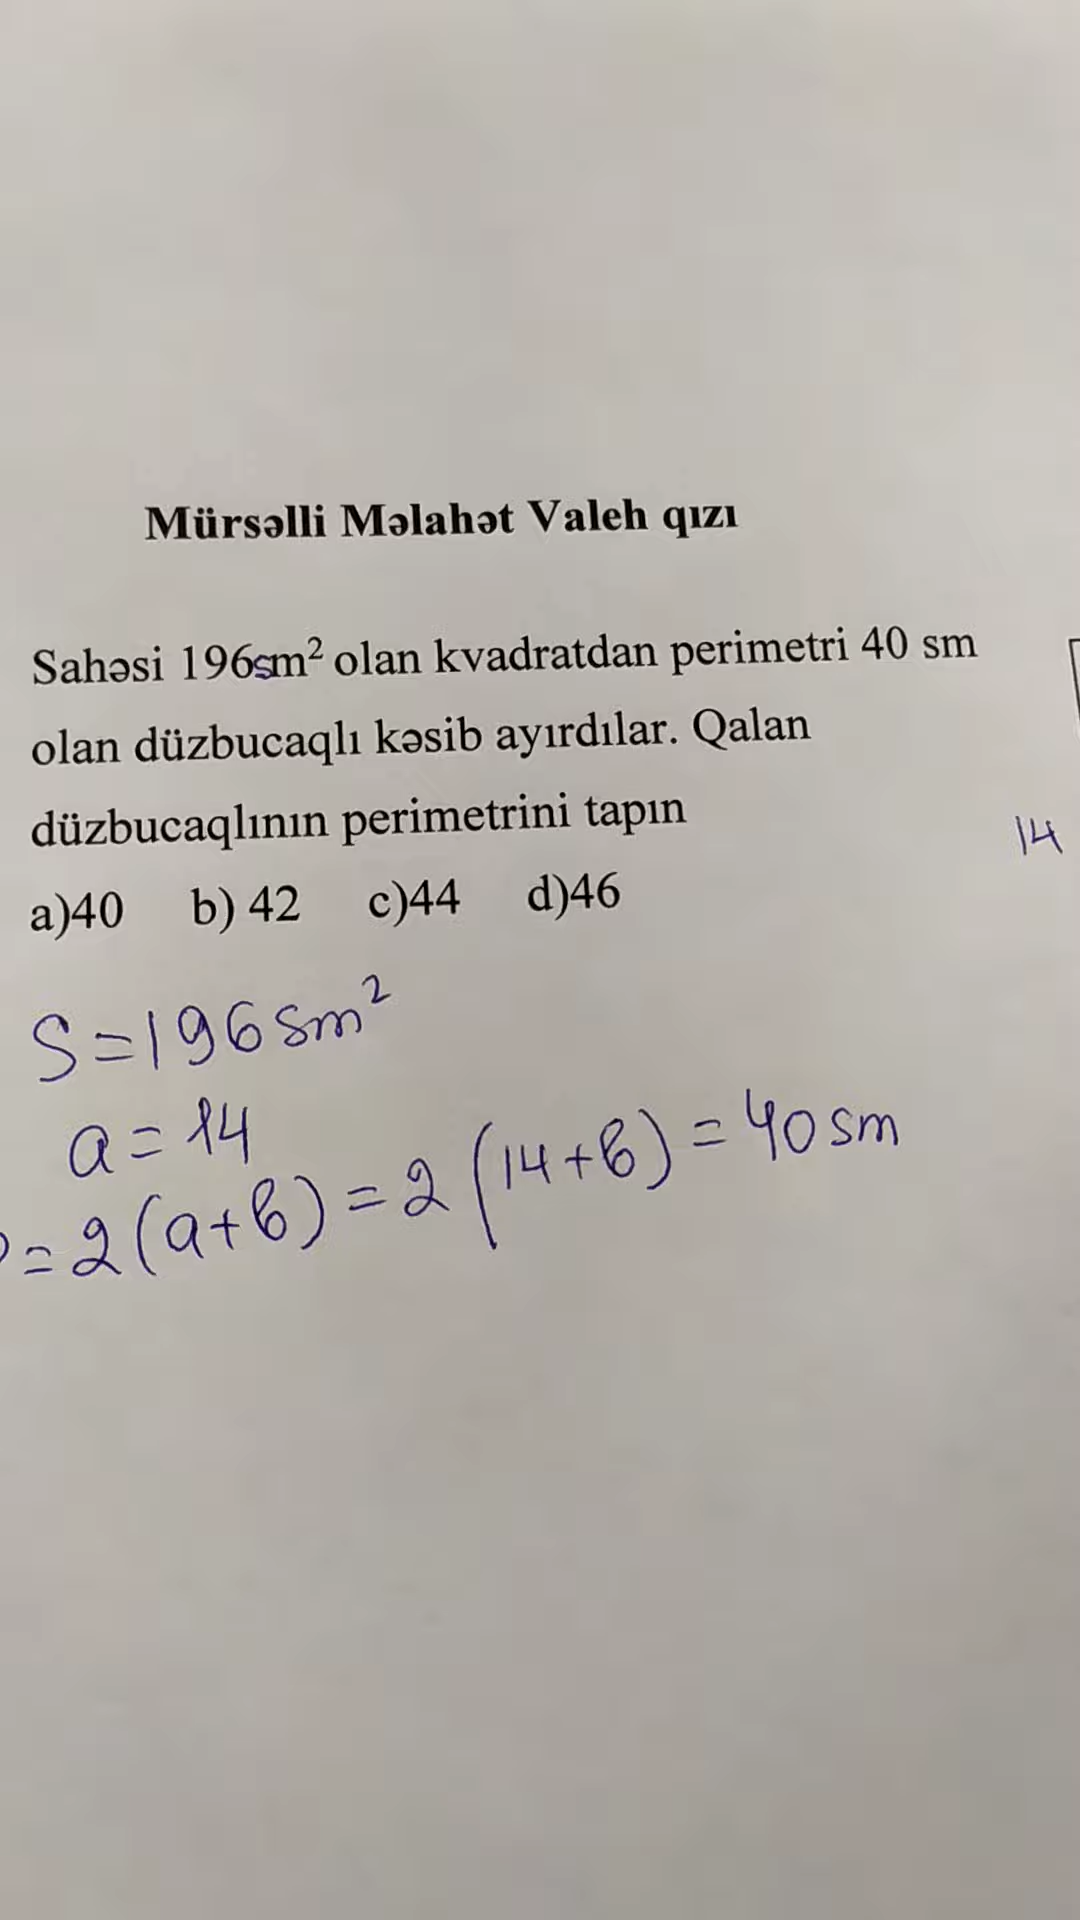 Mürsəlli Məlahət Valeh qızı
Sahəsi 196sm² olan kvadratdan perimetri 40 sm
olan düzbucaqlı kəsib ayırdılar. Qalan
düzbucaqlının perimetrini tapın
14
a)40 b) 42 c)44 d)46
S=196sm²
a=14
=2(a+b)=2(14+b)=40sm